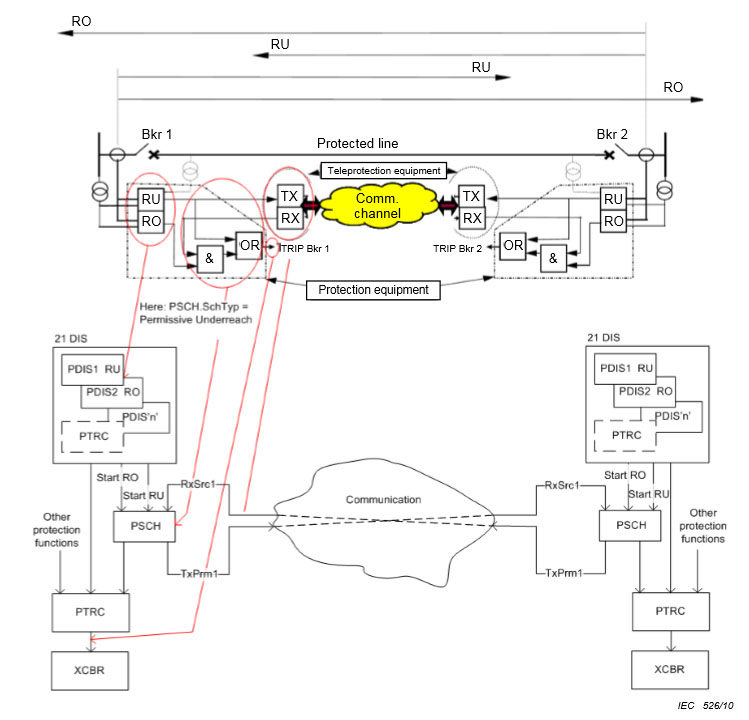 RO
RU
RU
RO
Bkr 1
Protected line
Bkr 2
Teleprotection equipment
RU
RO
TX
RX
Comm.
channel
TX
RX
RU
RO
&
OR
TRIP Bkr 1
TRIP Bkr 2
OR
&
Protection equipment
Here: PSCH.SchTyp =
Permissive Underreach
21 DIS
PDIS1 RU
PDIS2 RO
PDIS'n'
PTRC
Start RO
Start RU
RxSrc1
PSCH
TxPrm1
Other
protection
functions
PTRC
XCBR
Communication
21 DIS
PDIS1 RU
PDIS2 RO
PDIS'n'
PTRC
Start RO
Start RU
RxSrc1
PSCH
TxPrm1
Other
protection
functions
PTRC
XCBR
IEC 526/10